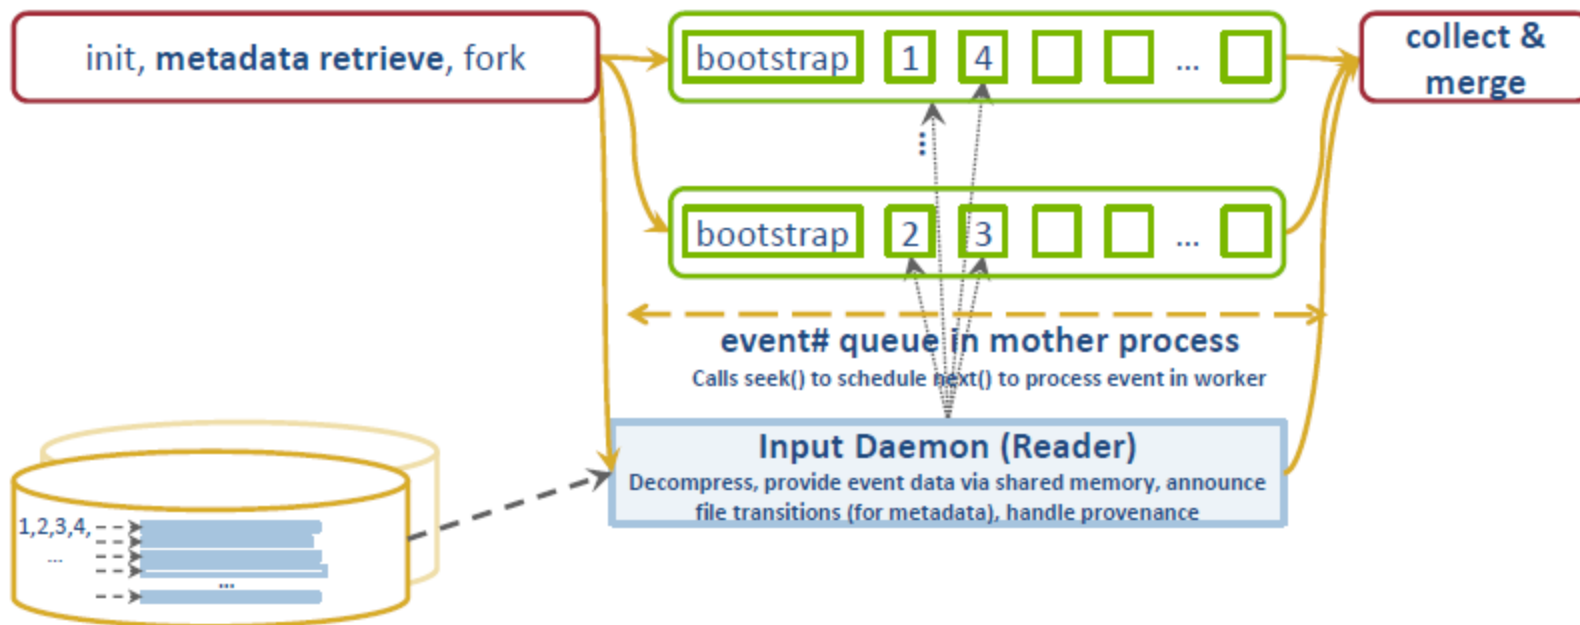 init, metadata retrieve, fork
bootstrap 1 4 ...
collect &
merge
...
bootstrap 2 3 ...
event# queue in mother process
Calls seek() to schedule next() to process event in worker
Input Daemon (Reader)
Decompress, provide event data via shared memory, announce
file transitions (for metadata), handle provenance
1,2,3,4,
...
...